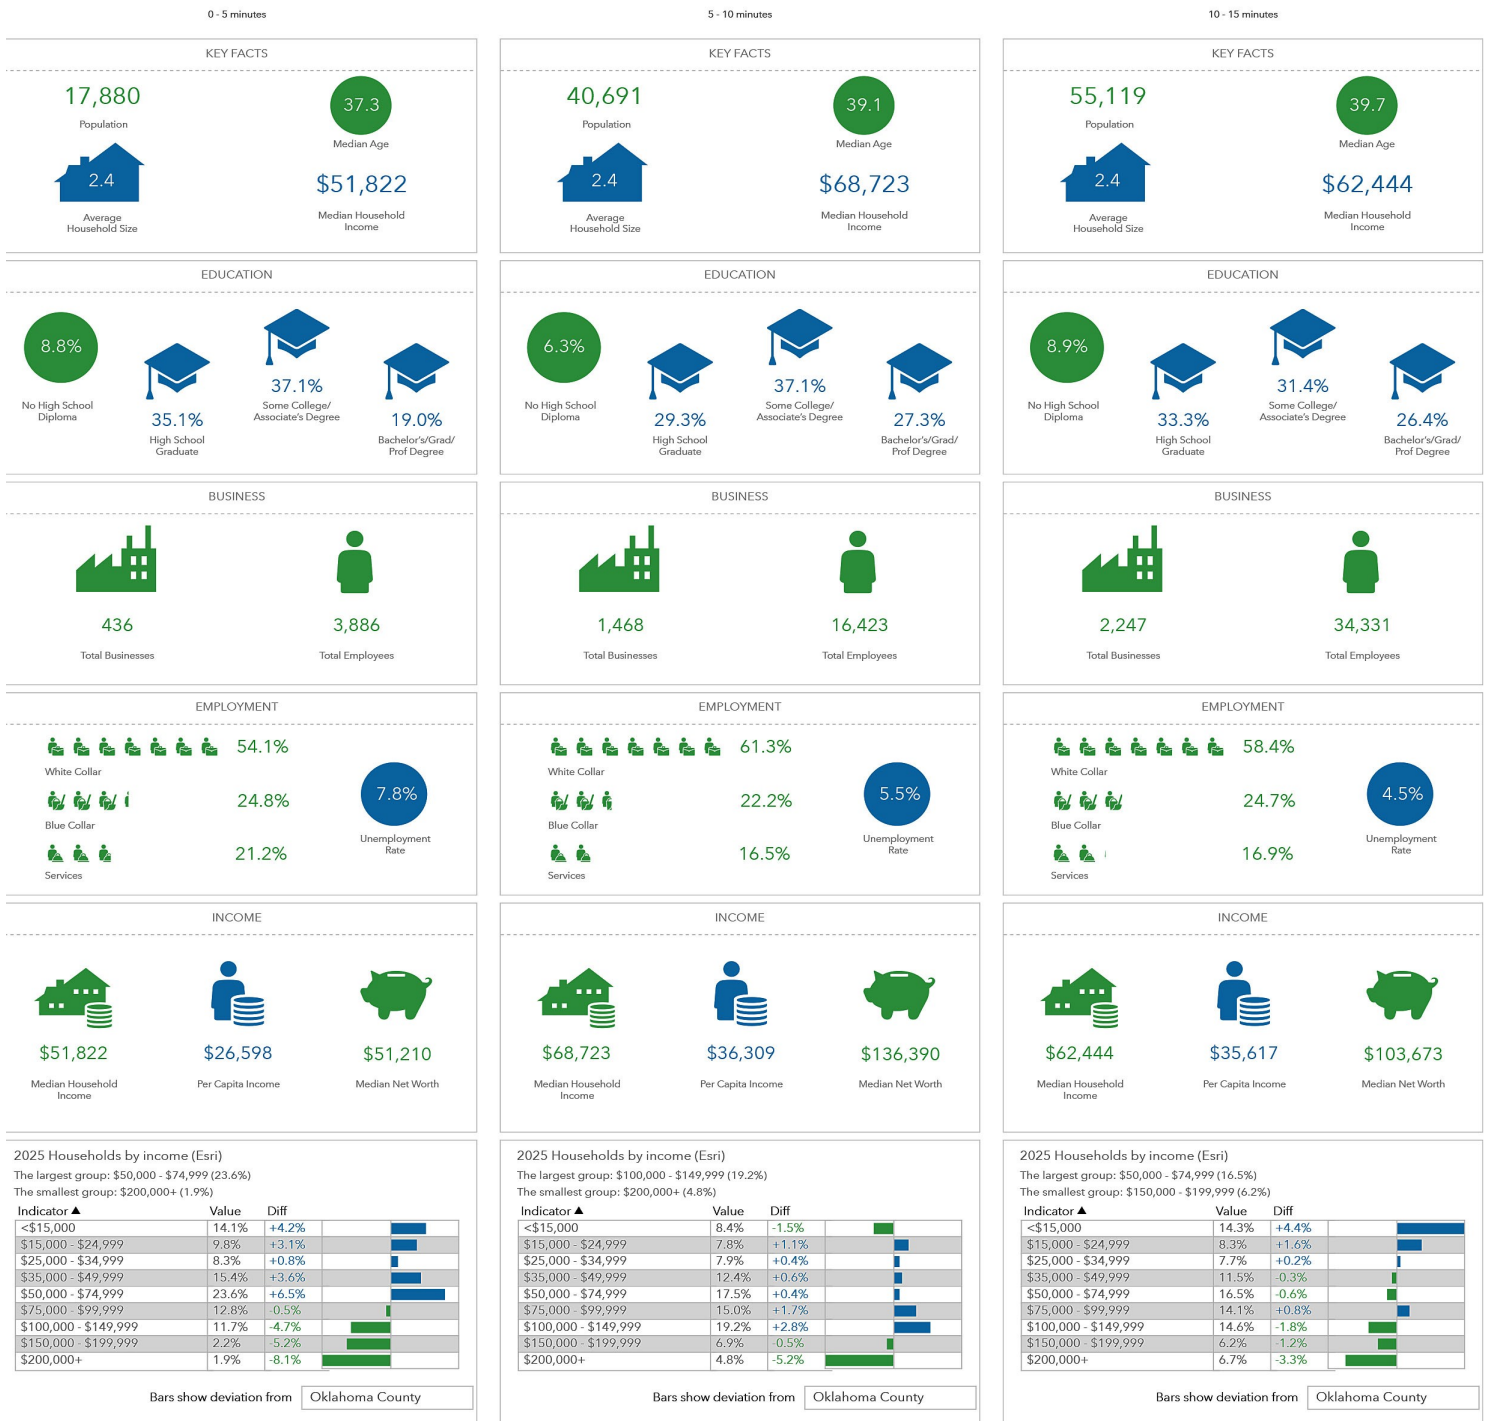 0 - 5 minutes
KEY FACTS
17,880
Population
37.3
Median Age
2.4
Average
Household Size
$51,822
Median Household
Income
EDUCATION
8.8%
No High School
Diploma
35.1%
High School
Graduate
37.1%
Some College/
Associate's Degree
19.0%
Bachelor's/Grad/
Prof Degree
BUSINESS
436
Total Businesses
3,886
Total Employees
EMPLOYMENT
54.1%
White Collar
24.8%
Blue Collar
21.2%
Services
7.8%
Unemployment
Rate
INCOME
$51,822
Median Household
Income
$26,598
Per Capita Income
$51,210
Median Net Worth
2025 Households by income (Esri)
The largest group: $50,000 - $74,999 (23.6%)
The smallest group: $200,000+ (1.9%)
Indicator ▲ Value Diff
<$15,000 14.1% +4.2%
$15,000 - $24,999 9.8% +3.1%
$25,000 - $34,999 8.3% +0.8%
$35,000 - $49,999 15.4% +3.6%
$50,000 - $74,999 23.6% +6.5%
$75,000 - $99,999 12.8% -0.5%
$100,000 - $149,999 11.7% -4.7%
$150,000 - $199,999 2.2% -5.2%
$200,000+ 1.9% -8.1%
Bars show deviation from Oklahoma County
5 - 10 minutes
KEY FACTS
40,691
Population
39.1
Median Age
2.4
Average
Household Size
$68,723
Median Household
Income
EDUCATION
6.3%
No High School
Diploma
29.3%
High School
Graduate
37.1%
Some College/
Associate's Degree
27.3%
Bachelor's/Grad/
Prof Degree
BUSINESS
1,468
Total Businesses
16,423
Total Employees
EMPLOYMENT
61.3%
White Collar
22.2%
Blue Collar
16.5%
Services
5.5%
Unemployment
Rate
INCOME
$68,723
Median Household
Income
$36,309
Per Capita Income
$136,390
Median Net Worth
2025 Households by income (Esri)
The largest group: $100,000 - $149,999 (19.2%)
The smallest group: $200,000+ (4.8%)
Indicator ▲ Value Diff
<$15,000 8.4% -1.5%
$15,000 - $24,999 7.8% +1.1%
$25,000 - $34,999 7.9% +0.4%
$35,000 - $49,999 12.4% +0.6%
$50,000 - $74,999 17.5% +0.4%
$75,000 - $99,999 15.0% +1.7%
$100,000 - $149,999 19.2% +2.8%
$150,000 - $199,999 6.9% -0.5%
$200,000+ 4.8% -5.2%
Bars show deviation from Oklahoma County
10 - 15 minutes
KEY FACTS
55,119
Population
39.7
Median Age
2.4
Average
Household Size
$62,444
Median Household
Income
EDUCATION
8.9%
No High School
Diploma
33.3%
High School
Graduate
31.4%
Some College/
Associate's Degree
26.4%
Bachelor's/Grad/
Prof Degree
BUSINESS
2,247
Total Businesses
34,331
Total Employees
EMPLOYMENT
58.4%
White Collar
24.7%
Blue Collar
16.9%
Services
4.5%
Unemployment
Rate
INCOME
$62,444
Median Household
Income
$35,617
Per Capita Income
$103,673
Median Net Worth
2025 Households by income (Esri)
The largest group: $50,000 - $74,999 (16.5%)
The smallest group: $150,000 - $199,999 (6.2%)
Indicator ▲ Value Diff
<$15,000 14.3% +4.4%
$15,000 - $24,999 8.3% +1.6%
$25,000 - $34,999 7.7% +0.2%
$35,000 - $49,999 11.5% -0.3%
$50,000 - $74,999 16.5% -0.6%
$75,000 - $99,999 14.1% +0.8%
$100,000 - $149,999 14.6% -1.8%
$150,000 - $199,999 6.2% -1.2%
$200,000+ 6.7% -3.3%
Bars show deviation from Oklahoma County